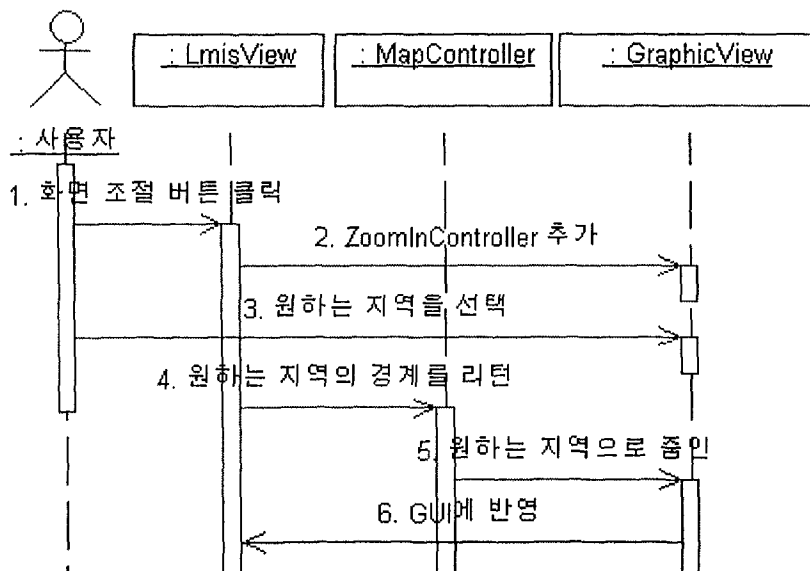 : LmisView
: MapController
: GraphicView
: 사용자
1. 화면 조절 버튼 클릭
2. ZoomInController 추가
3. 원하는 지역을 선택
4. 원하는 지역의 경계를 리턴
5. 원하는 지역으로 줌인
6. GUI에 반영